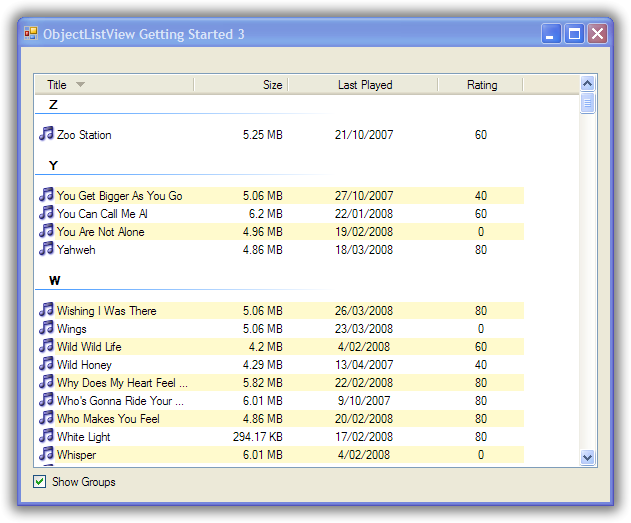 ObjectListView Getting Started 3
Title Size Last Played Rating
Z
Zoo Station 5.25 MB 21/10/2007 60
Y
You Get Bigger As You Go 5.06 MB 27/10/2007 40
You Can Call Me Al 6.2 MB 22/01/2008 60
You Are Not Alone 4.96 MB 19/02/2008 0
Yahweh 4.86 MB 18/03/2008 80
W
Wishing I Was There 5.06 MB 26/03/2008 80
Wings 5.06 MB 23/03/2008 0
Wild Wild Life 4.2 MB 4/02/2008 60
Wild Honey 4.29 MB 13/04/2007 40
Why Does My Heart Feel ... 5.82 MB 22/02/2008 80
Who's Gonna Ride Your ... 6.01 MB 9/10/2007 80
Who Makes You Feel 4.86 MB 20/02/2008 80
White Light 294.17 KB 17/02/2008 80
Whisper 6.01 MB 4/02/2008 0
Show Groups